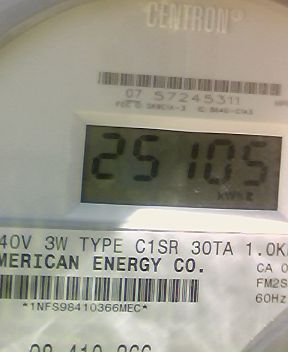 CENTRON
07 57245311
25105
kWh
40V 3W TYPE C1SR 30TA 1.0K
MERICAN ENERGY CO.
CA 0
FM2S
*1NFS98410366MEC*
60Hz